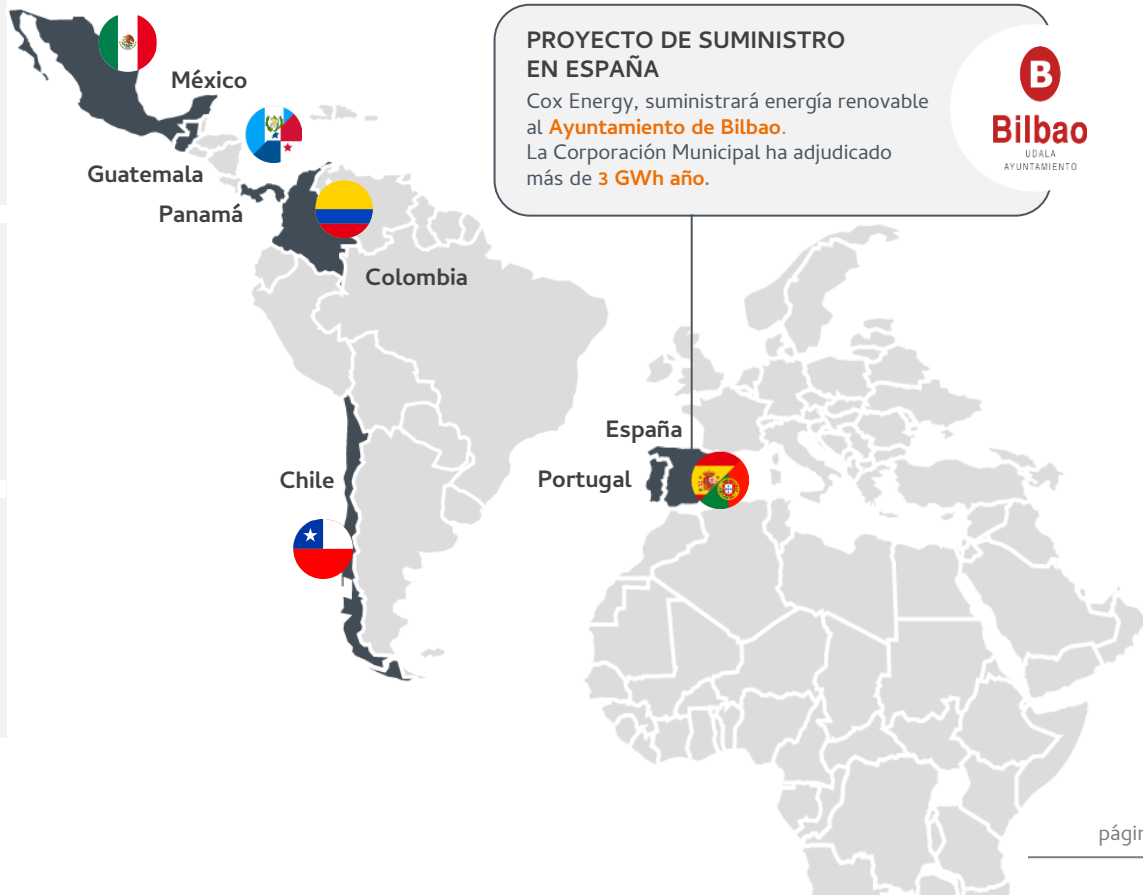 PROYECTO DE SUMINISTRO
EN ESPAÑA
Cox Energy, suministrará energía renovable
al Ayuntamiento de Bilbao.
La Corporación Municipal ha adjudicado
más de 3 GWh año.
B
Bilbao
UDALA
AYUNTAMIENTO
México
Guatemala
Panamá
Colombia
España
Portugal
Chile
págin